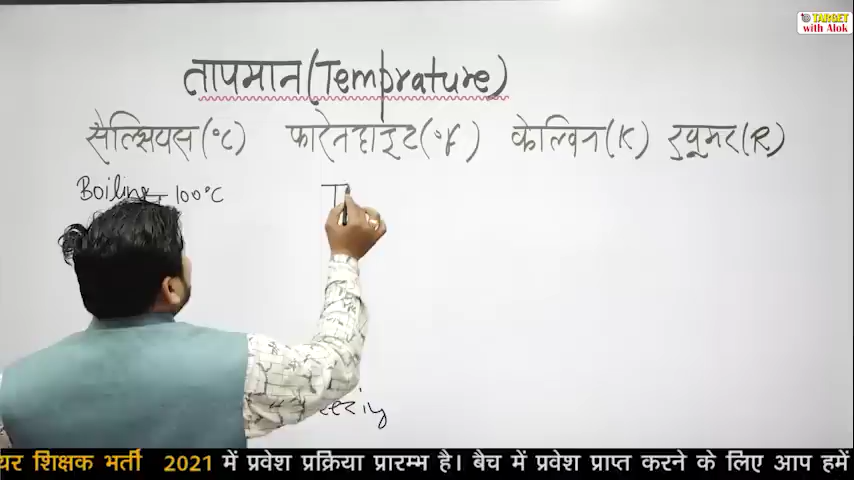 TARGET
with Alok
तापमान (Temprature)
सैल्सियस (°C) फारेनहाइट (°F) केल्विन (K) रयूमर (R)
Boiling 100°C
यर शिक्षक भर्ती 2021 में प्रवेश प्रक्रिया प्रारम्भ है। बैच में प्रवेश प्राप्त करने के लिए आप हमें